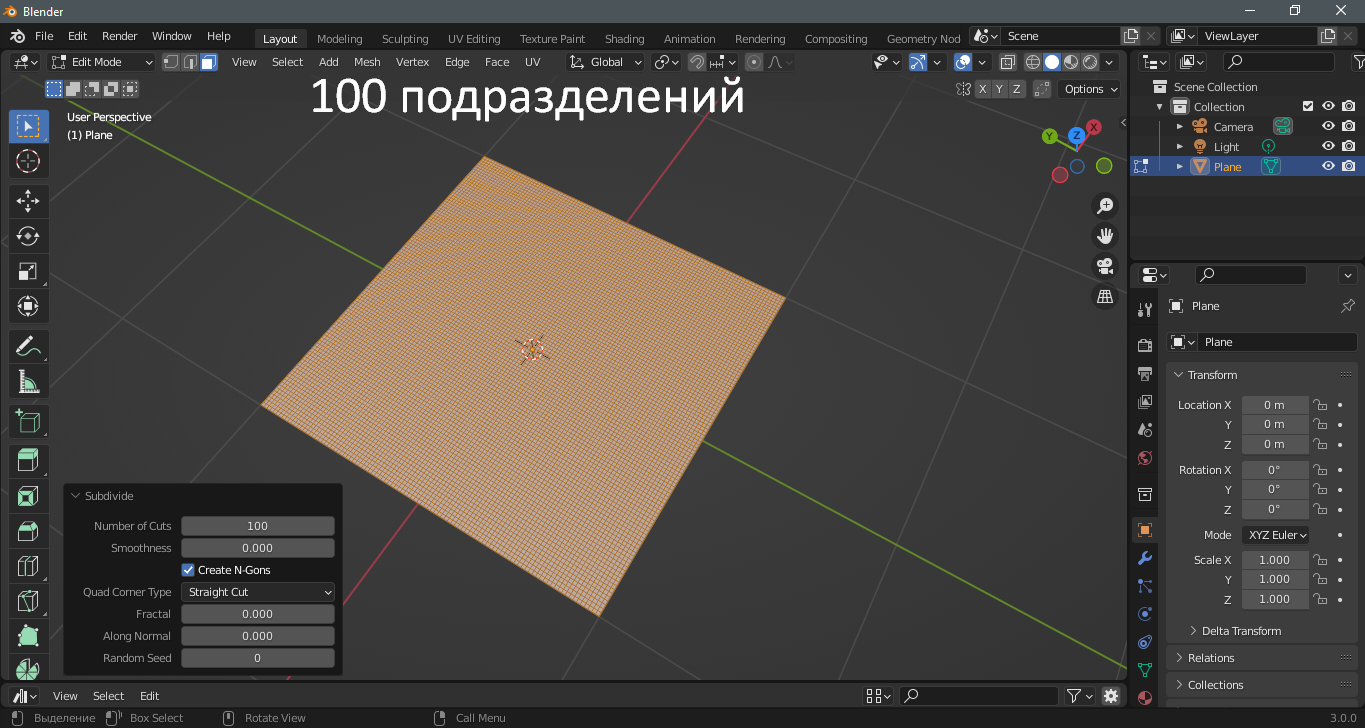 Blender
File Edit Render Window Help Layout Modeling Sculpting UV Editing Texture Paint Shading Animation Rendering Compositing Geometry Nod Scene ViewLayer
Edit Mode View Select Add Mesh Vertex Edge Face UV Global
100 подразделений
X Y Z Options
User Perspective
(1) Plane
X
Y Z
Scene Collection
Collection
Camera
Light
Plane
Plane
Plane
Transform
Location X 0 m
Y 0 m
Z 0 m
Rotation X 0°
Y 0°
Z 0°
Mode XYZ Euler
Scale X 1.000
Y 1.000
Z 1.000
Delta Transform
Relations
Collections
Subdivide
Number of Cuts 100
Smoothness 0.000
Create N-Gons
Quad Corner Type Straight Cut
Fractal 0.000
Along Normal 0.000
Random Seed 0
View Select Edit
Выделение Box Select Rotate View Call Menu 3.0.0